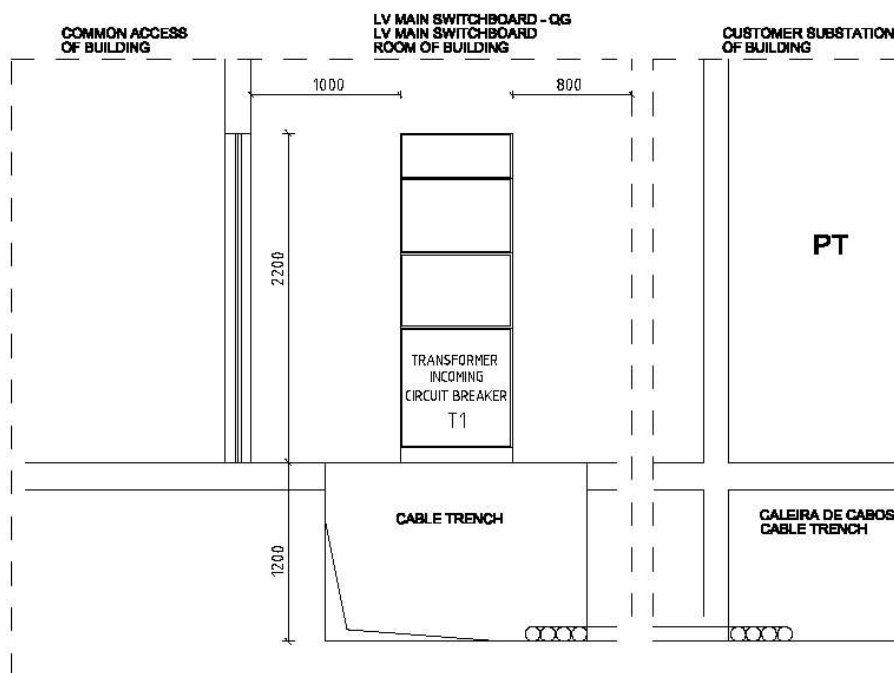 COMMON ACCESS
OF BUILDING
LV MAIN SWITCHBOARD - QG
LV MAIN SWITCHBOARD
ROOM OF BUILDING
CUSTOMER SUBSTATION
OF BUILDING
1000
800
2200
PT
TRANSFORMER
INCOMING
CIRCUIT BREAKER
T1
CABLE TRENCH
CALEIRA DE CABOS
CABLE TRENCH
1200